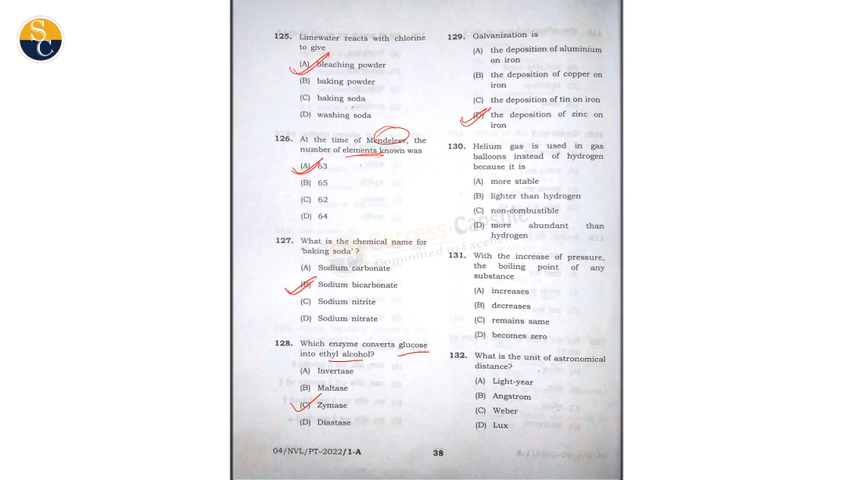 S
C
125. Limewater reacts with chlorine
to give
(A) bleaching powder
(B) baking powder
(C) baking soda
(D) washing soda
126. At the time of Mendeleev, the
number of elements known was
(A) 63
(B) 65
(C) 62
(D) 64
127. What is the chemical name for
'baking soda'?
(A) Sodium carbonate
(B) Sodium bicarbonate
(C) Sodium nitrite
(D) Sodium nitrate
128. Which enzyme converts glucose
into ethyl alcohol?
(A) Invertase
(B) Maltase
(C) Zymase
(D) Diastase
129. Galvanization is
(A) the deposition of aluminium
on iron
(B) the deposition of copper on
iron
(C) the deposition of tin on iron
(D) the deposition of zinc on
iron
130. Helium gas is used in gas
balloons instead of hydrogen
because it is
(A) more stable
(B) lighter than hydrogen
(C) non-combustible
(D) more abundant than
hydrogen
131. With the increase of pressure,
the boiling point of any
substance
(A) increases
(B) decreases
(C) remains same
(D) becomes zero
132. What is the unit of astronomical
distance?
(A) Light-year
(B) Angstrom
(C) Weber
(D) Lux
Success Capsule
Committed to Excellence
04/NVL/PT-2022/1-A
38